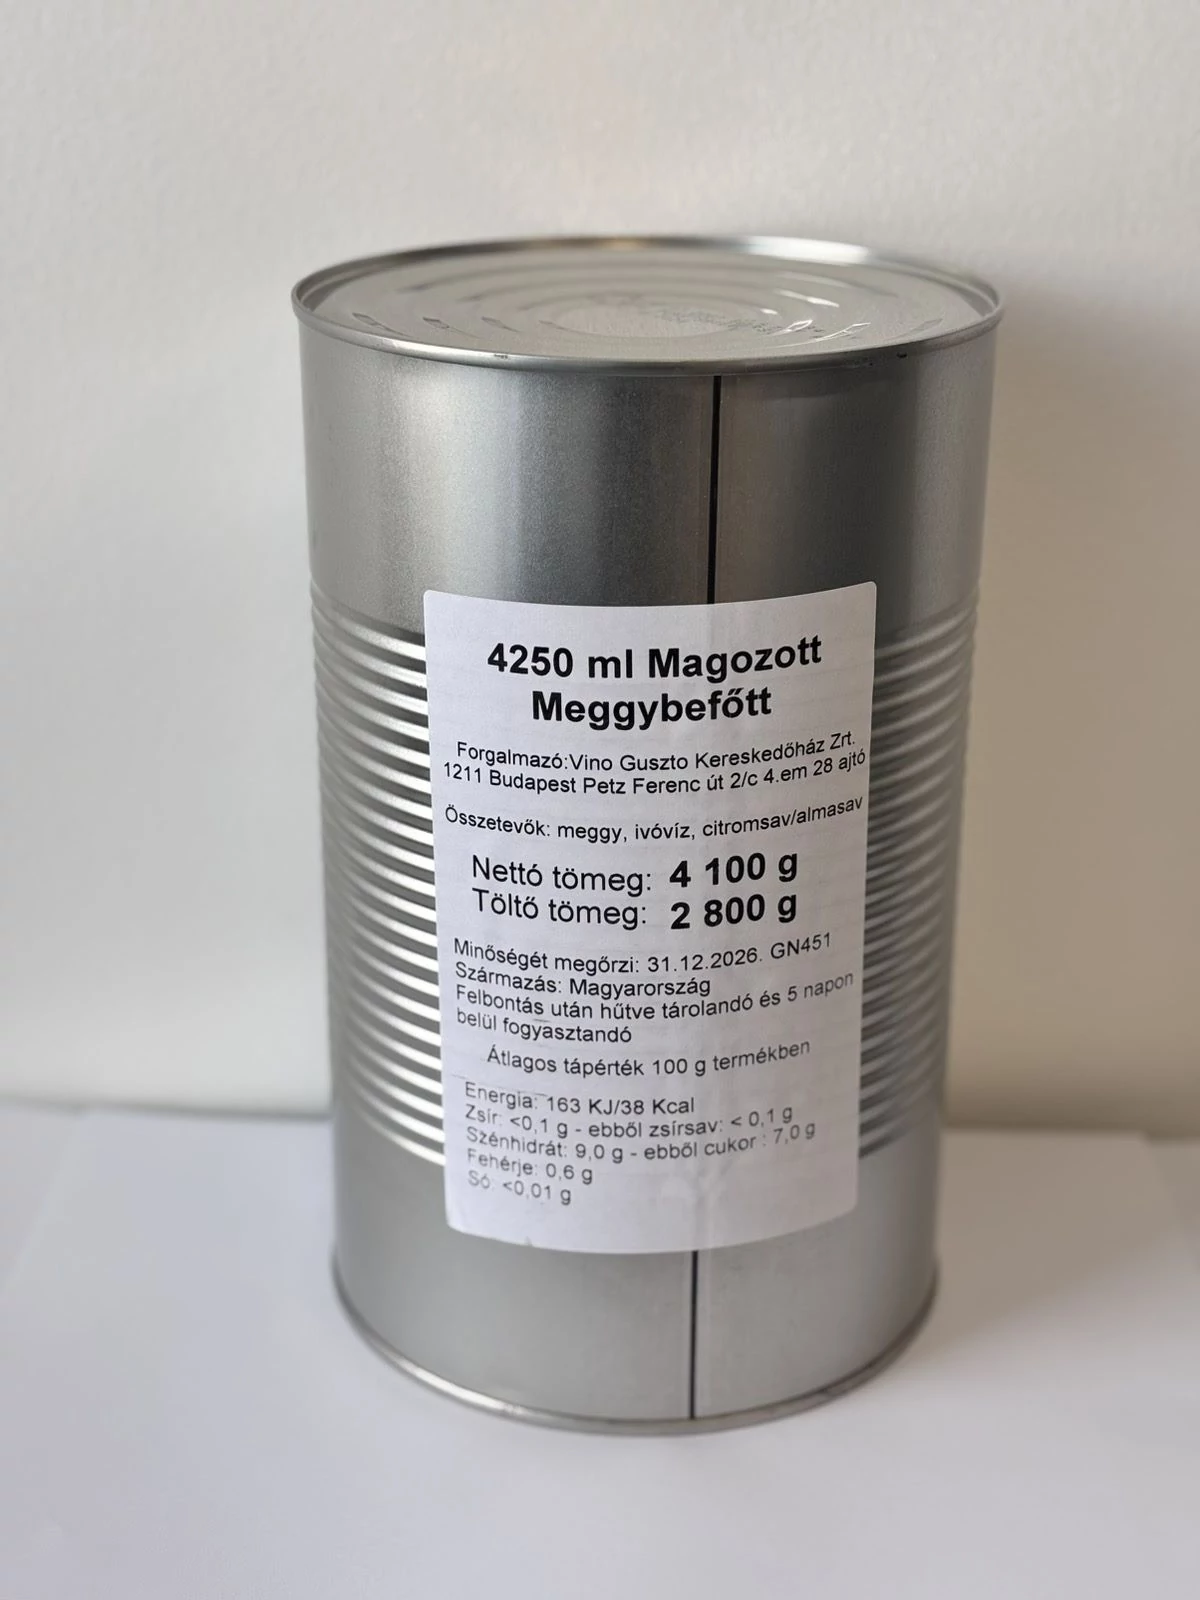 4250 ml Magozott
Meggybefőtt
Forgalmazó:Vino Guszto Kereskedőház Zrt.
1211 Budapest Petz Ferenc út 2/c 4.em 28 ajtó
Összetevők: meggy, ivóvíz, citromsav/almasav
Nettó tömeg: 4 100 g
Töltő tömeg: 2 800 g
Minőségét megőrzi: 31.12.2026. GN451
Származás: Magyarország
Felbontás után hűtve tárolandó és 5 napon
belül fogyasztandó
Átlagos tápérték 100 g termékben
Energia: 163 KJ/38 Kcal
Zsír: <0,1 g - ebből zsírsav: < 0,1 g
Szénhidrát: 9,0 g - ebből cukor : 7,0 g
Fehérje: 0,6 g
Só: <0,01 g